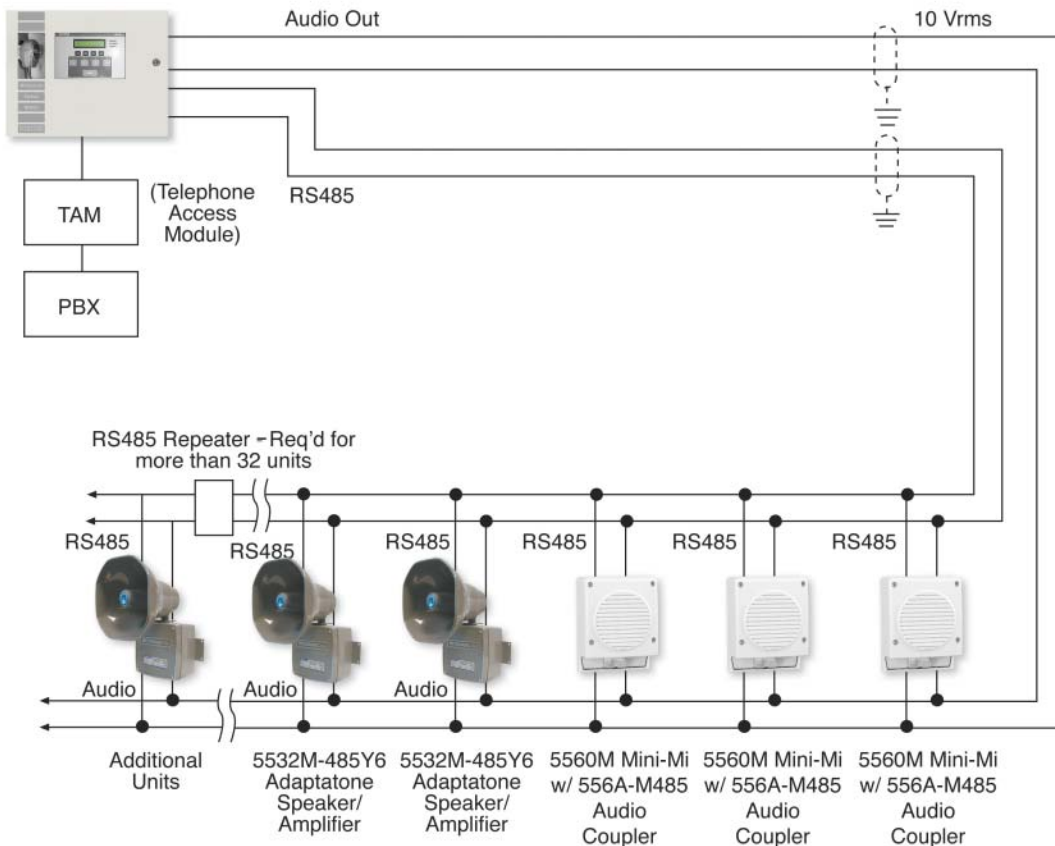 Audio Out
10 Vrms
RS485
TAM
(Telephone
Access
Module)
PBX
RS485 Repeater - Req'd for
more than 32 units
RS485
RS485
RS485
RS485
RS485
RS485
Audio
Audio
Audio
Additional
Units
5532M-485Y6
Adaptatone
Speaker/
Amplifier
5532M-485Y6
Adaptatone
Speaker/
Amplifier
5560M Mini-Mi
w/ 556A-M485
Audio
Coupler
5560M Mini-Mi
w/ 556A-M485
Audio
Coupler
5560M Mini-Mi
w/ 556A-M485
Audio
Coupler